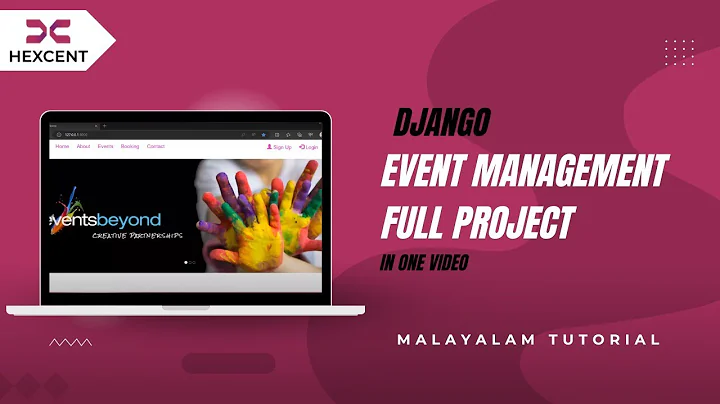 HEXCENT
DJANGO
EVENT MANAGEMENT
FULL PROJECT
IN ONE VIDEO
MALAYALAM TUTORIAL
Home About Events Booking Contact Sign Up Login
eventsbeyond
CREATIVE PARTNERSHIPS